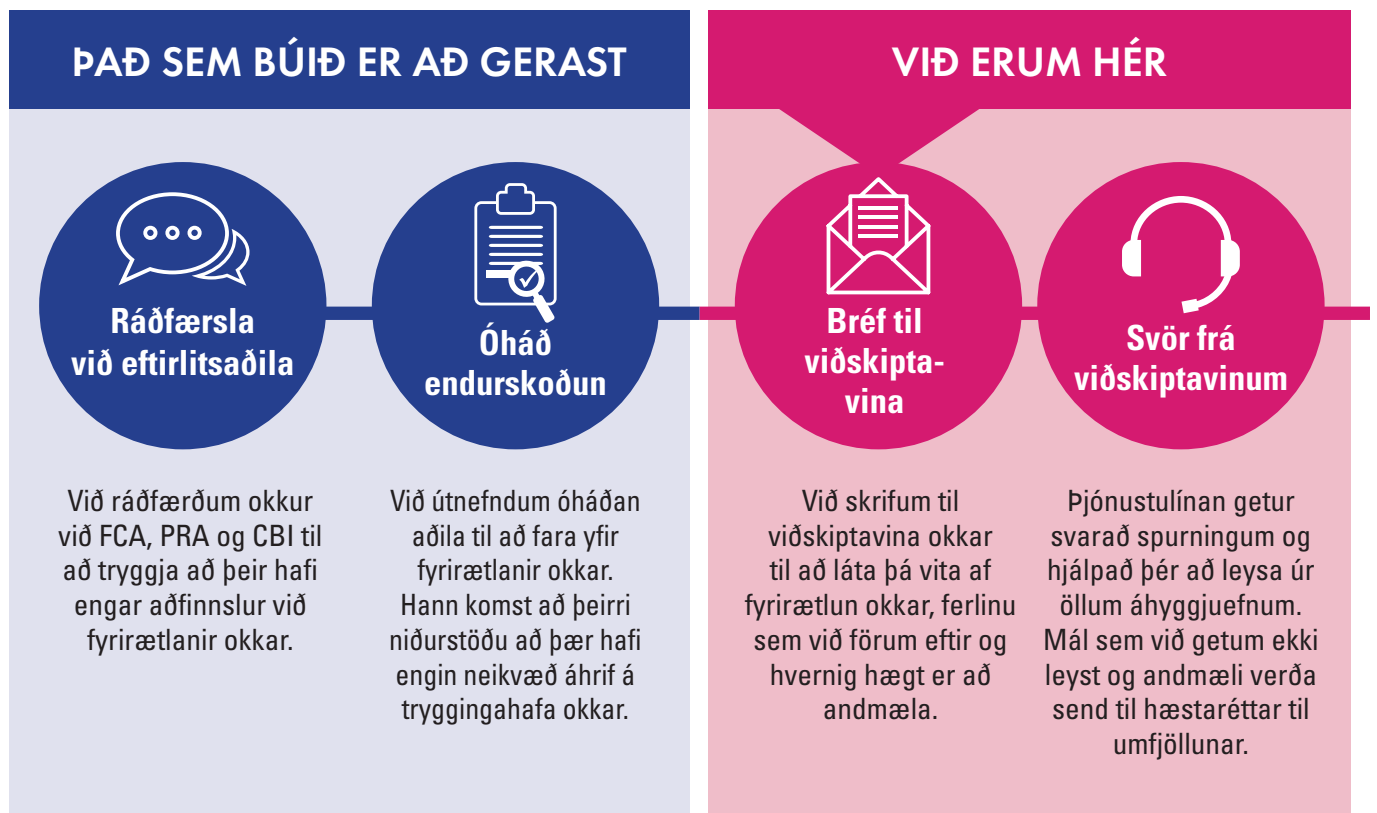 ÞAÐ SEM BÚIÐ ER AÐ GERAST
Ráðfærsla
við eftirlitsaðila
Við ráðfærðum okkur
við FCA, PRA og CBI til
að tryggja að þeir hafi
engar aðfinnslur við
fyrirætlanir okkar.
Óháð
endurskoðun
Við útnefndum óháðan
aðila til að fara yfir
fyrirætlanir okkar.
Hann komst að þeirri
niðurstöðu að þær hafi
engin neikvæð áhrif á
tryggingahafa okkar.
VIÐ ERUM HÉR
Bréf til
viðskipta-
vina
Við skrifum til
viðskiptavina okkar
til að láta þá vita af
fyrirætlun okkar, ferlinu
sem við förum eftir og
hvernig hægt er að
andmæla.
Svör frá
viðskiptavinum
Þjónustulínan getur
svarað spurningum og
hjálpað þér að leysa úr
öllum áhyggjuefnum.
Mál sem við getum ekki
leyst og andmæli verða
send til hæstaréttar til
umfjöllunar.